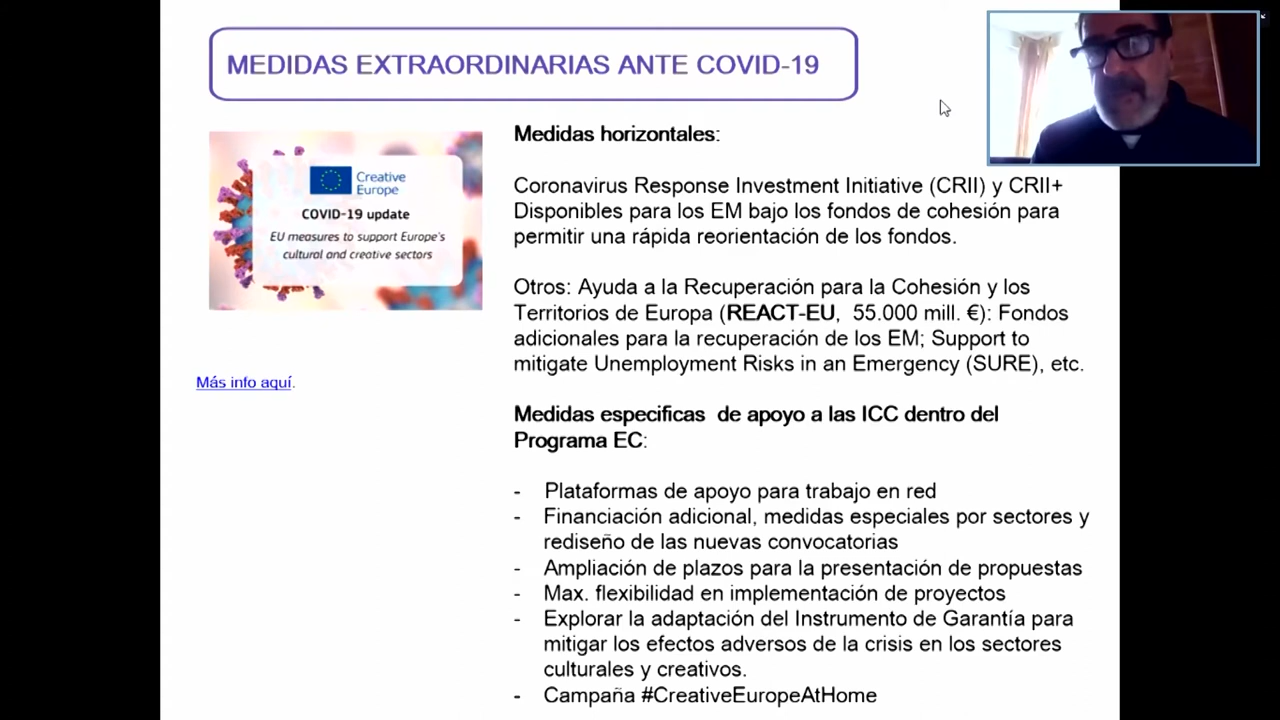 MEDIDAS EXTRAORDINARIAS ANTE COVID-19
Creative
Europe
COVID-19 update
EU measures to support Europe's
cultural and creative sectors
Más info aquí.
Medidas horizontales:
Coronavirus Response Investment Initiative (CRII) y CRII+
Disponibles para los EM bajo los fondos de cohesión para
permitir una rápida reorientación de los fondos.
Otros: Ayuda a la Recuperación para la Cohesión y los
Territorios de Europa (REACT-EU, 55.000 mill. €): Fondos
adicionales para la recuperación de los EM; Support to
mitigate Unemployment Risks in an Emergency (SURE), etc.
Medidas especificas de apoyo a las ICC dentro del
Programa EC:
- Plataformas de apoyo para trabajo en red
- Financiación adicional, medidas especiales por sectores y
rediseño de las nuevas convocatorias
- Ampliación de plazos para la presentación de propuestas
- Max. flexibilidad en implementación de proyectos
- Explorar la adaptación del Instrumento de Garantía para
mitigar los efectos adversos de la crisis en los sectores
culturales y creativos.
- Campaña #CreativeEuropeAtHome